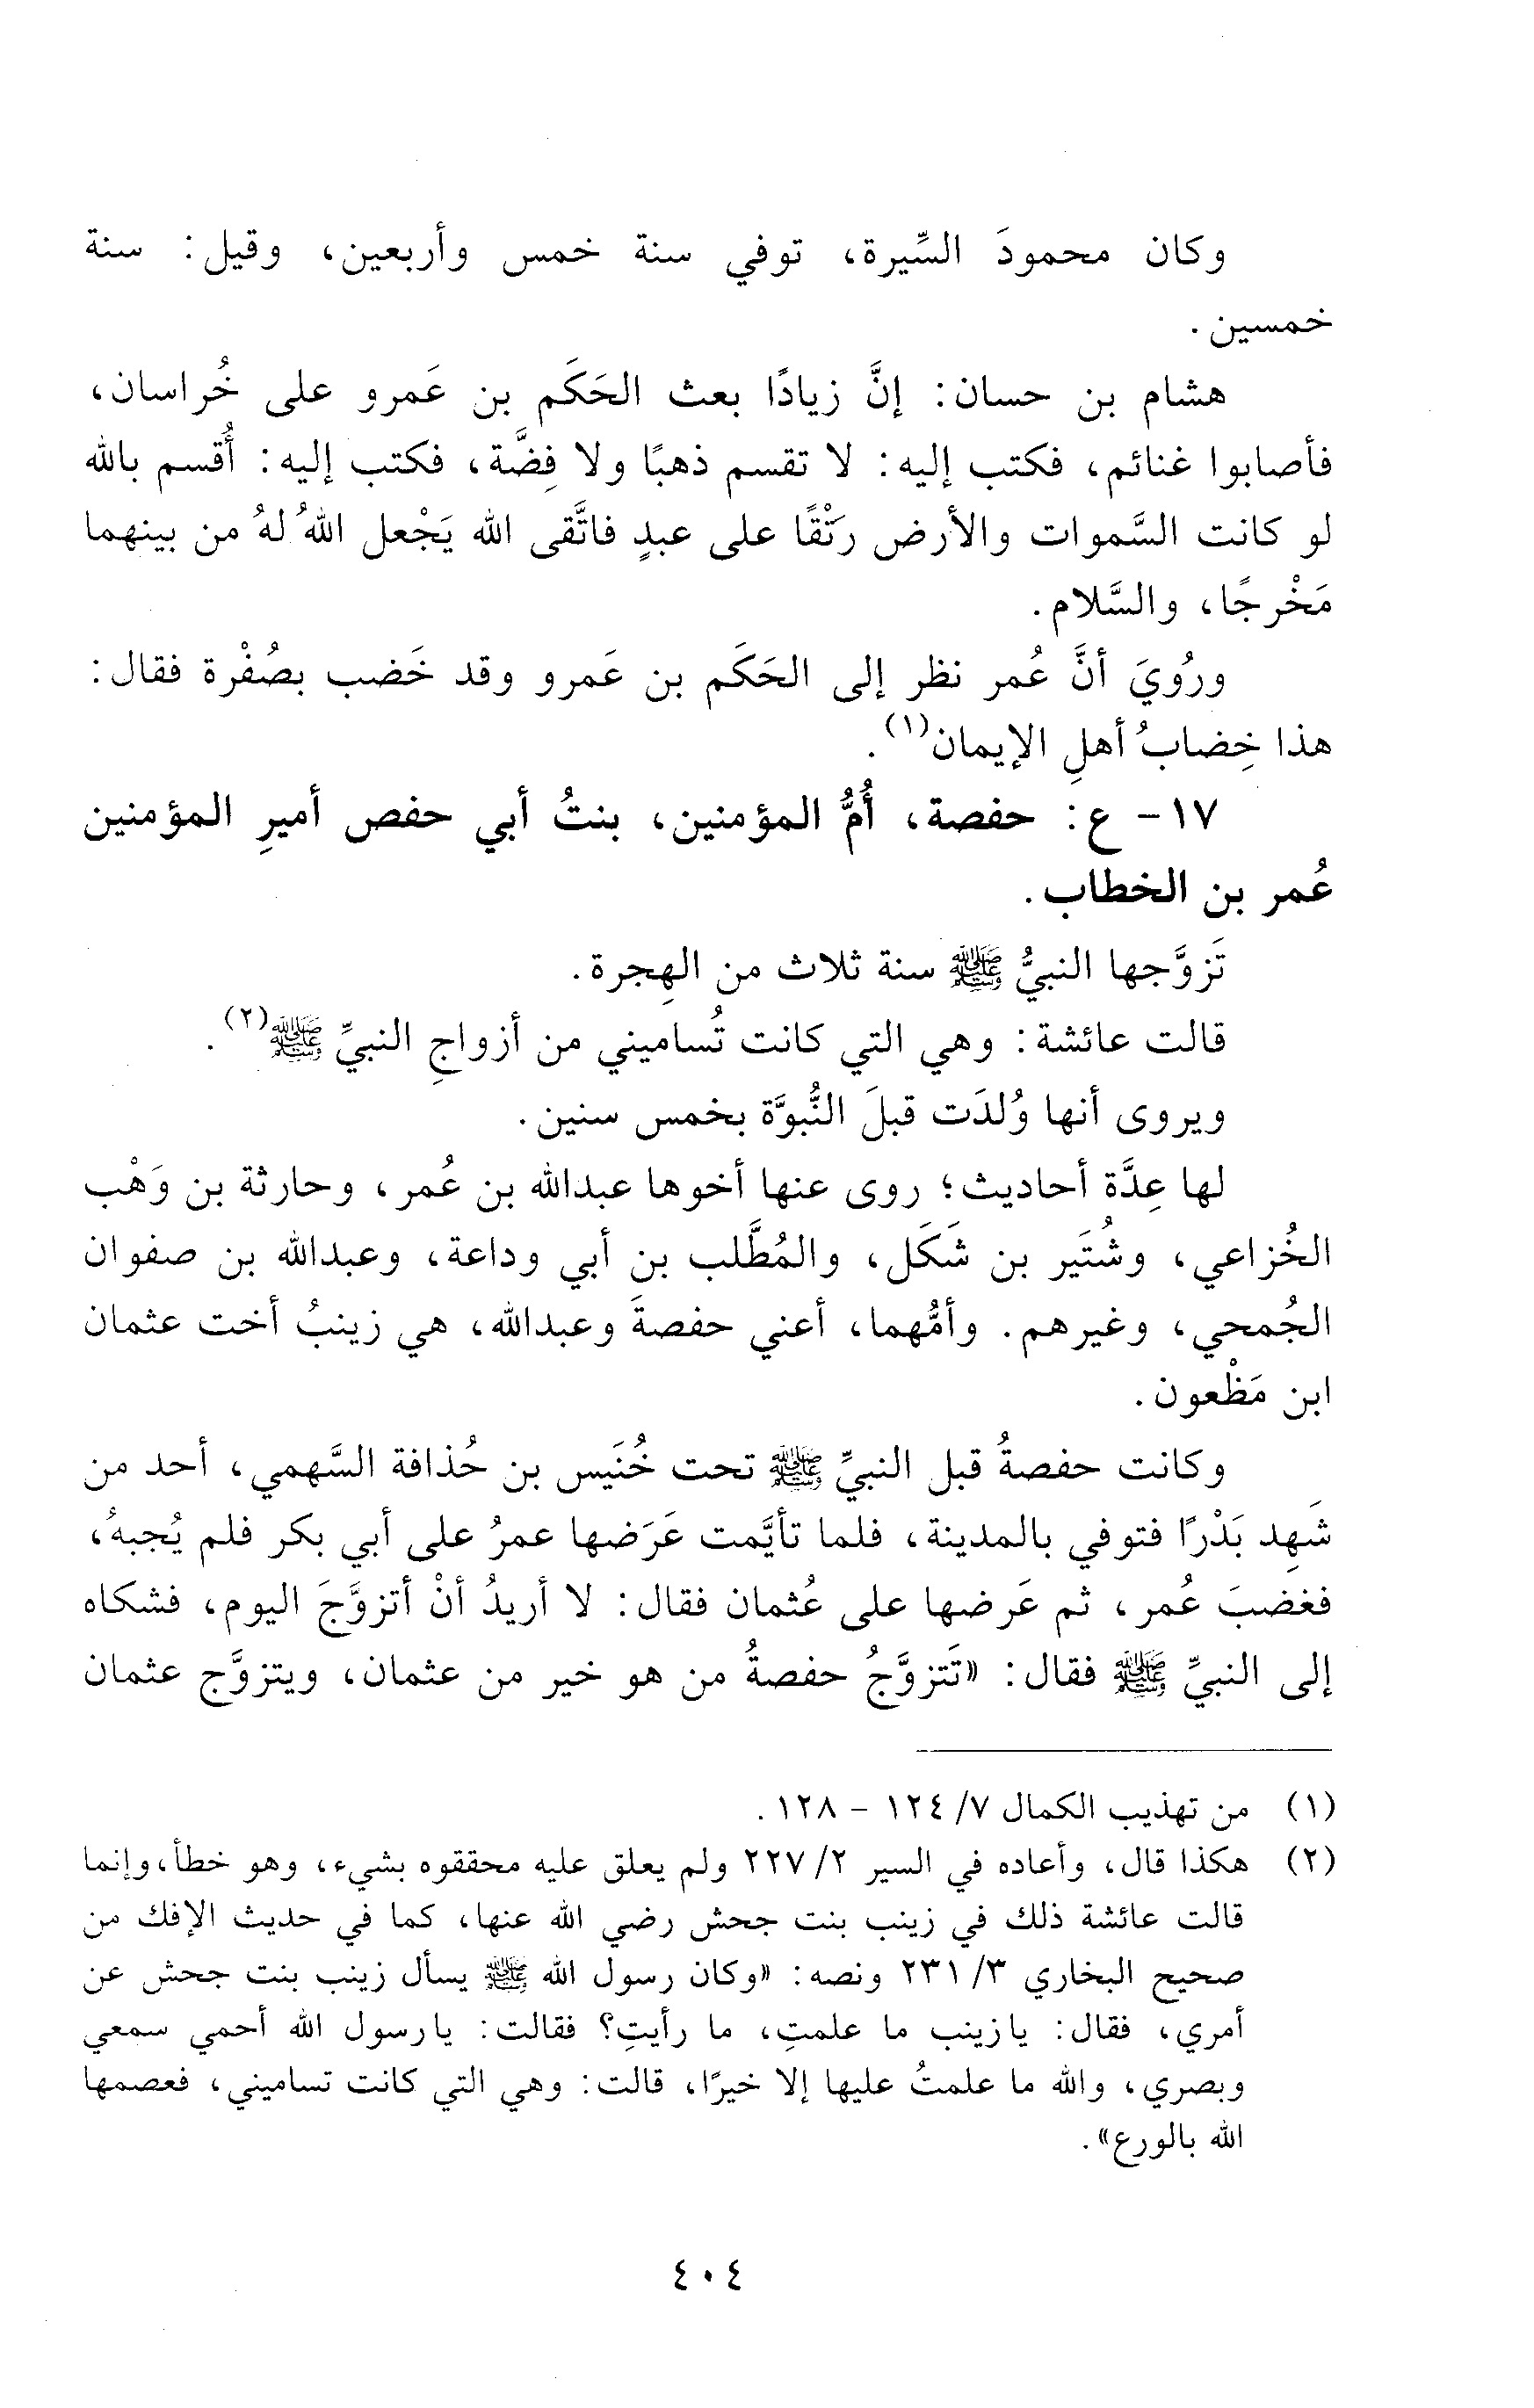 وكان محمودَ السِّيرة، توفي سنة خمس وأربعين، وقيل: سنة
خمسين.
هشام بن حسان: إنَّ زيادًا بعث الحَكَم بن عَمرو على خُراسان،
فأصابوا غنائم، فكتب إليه: لا تقسم ذهبًا ولا فِضَّة، فكتب إليه: أُقسم بالله
لو كانت السَّموات والأرض رَتْقًا على عبدٍ فاتَّقى الله يَجْعل اللهُ لهُ من بينهما
مَخْرجًا، والسَّلام.
ورُويَ أنَّ عُمر نظر إلى الحَكَم بن عَمرو وقد خَضب بصُفْرة فقال:
هذا خِضابُ أهلِ الإيمان(١).
١٧- ع: حفصة، أُمُّ المؤمنين، بنتُ أبي حفص أميرِ المؤمنين
عُمر بن الخطاب.
تَزوَّجها النبيُّ ﷺ سنة ثلاث من الهِجرة.
قالت عائشة: وهي التي كانت تُساميني من أزواجِ النبيِّ ﷺ(٢).
ويروى أنها وُلدَت قبلَ النُّبوَّة بخمس سنين.
لها عِدَّة أحاديث؛ روى عنها أخوها عبدالله بن عُمر، وحارثة بن وَهْب
الخُزاعي، وشُتَير بن شَكَل، والمُطَّلب بن أبي وداعة، وعبدالله بن صفوان
الجُمحي، وغيرهم. وأمُّهما، أعني حفصةَ وعبدالله، هي زينبُ أخت عثمان
ابن مَظْعون.
وكانت حفصةُ قبل النبيِّ ﷺ تحت خُنَيس بن حُذافة السَّهمي، أحد من
شَهِد بَدْرًا فتوفي بالمدينة، فلما تأيَّمت عَرَضها عمرُ على أبي بكر فلم يُجبهُ،
فغضبَ عُمر، ثم عَرضها على عُثمان فقال: لا أريدُ أنْ أتزوَّجَ اليوم، فشكاه
إلى النبيِّ ﷺ فقال: «تَتزوَّجُ حفصةُ من هو خير من عثمان، ويتزوَّج عثمان
(١) من تهذيب الكمال ٧/ ١٢٤ - ١٢٨.
(٢) هكذا قال، وأعاده في السير ٢/ ٢٢٧ ولم يعلق عليه محققوه بشيء، وهو خطأ، وإنما
قالت عائشة ذلك في زينب بنت جحش رضي الله عنها، كما في حديث الإفك من
صحيح البخاري ٣/ ٢٣١ ونصه: «وكان رسول الله ﷺ يسأل زينب بنت جحش عن
أمري، فقال: يا زينب ما علمتِ، ما رأيتِ؟ فقالت: يا رسول الله أحمي سمعي
وبصري، والله ما علمتُ عليها إلا خيرًا، قالت: وهي التي كانت تساميني، فعصمها
الله بالورع».
٤٠٤